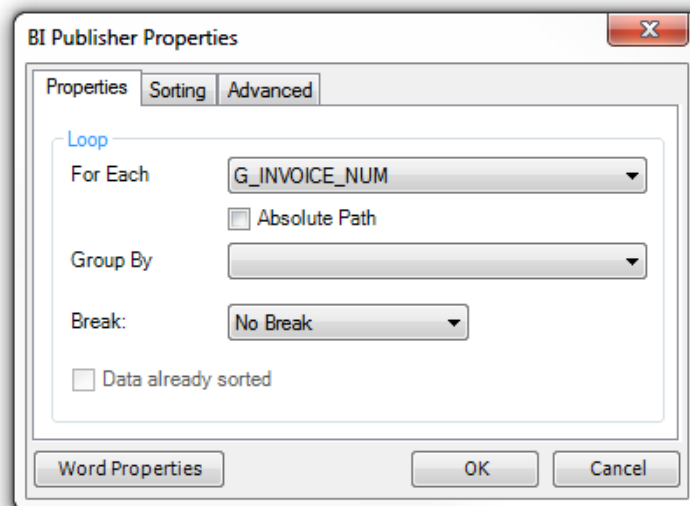 BI Publisher Properties
Properties Sorting Advanced
Loop
For Each G_INVOICE_NUM
Absolute Path
Group By
Break: No Break
Data already sorted
Word Properties OK Cancel